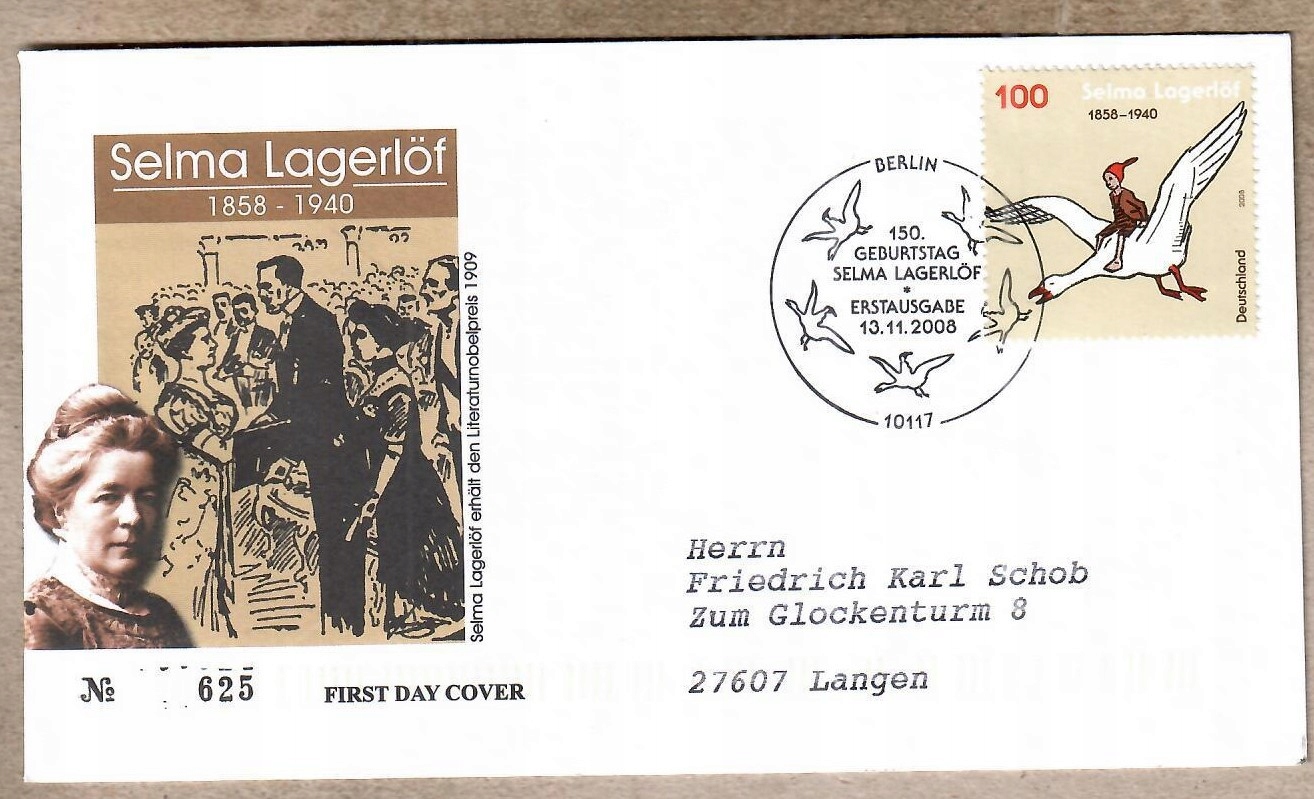 Selma Lagerlöf
1858 - 1940
Selma Lagerlöf erhält den Literaturnobelpreis 1909
№ 625
FIRST DAY COVER
BERLIN
150.
GEBURTSTAG
SELMA LAGERLÖF
*
ERSTAUSGABE
13.11.2008
10117
100
Selma Lagerlöf
1858–1940
2008
Deutschland
Herrn
Friedrich Karl Schob
Zum Glockenturm 8
27607 Langen